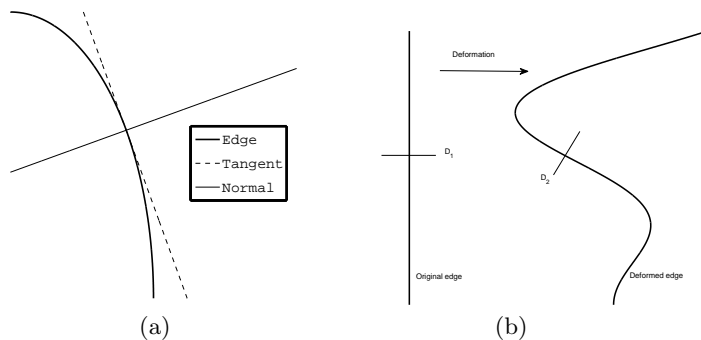 Edge
Tangent
Normal
(a)
Deformation
D1
D2
Original edge
Deformed edge
(b)